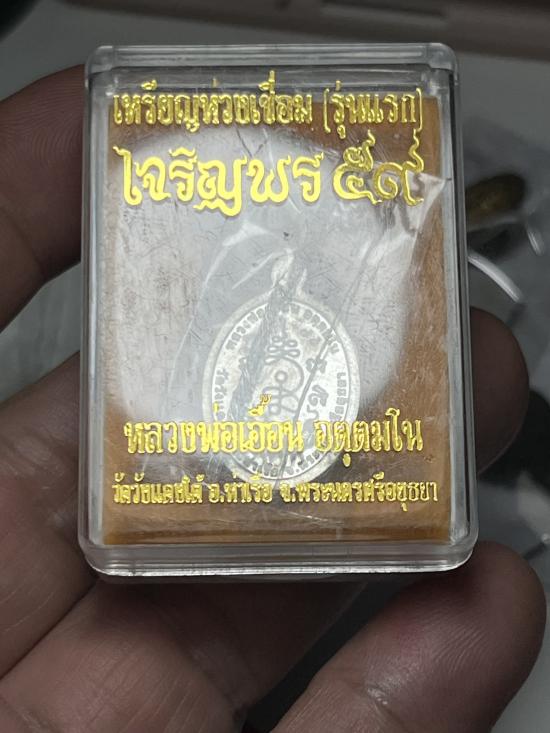 เหรียญห่วงเชื่อม (รุ่นแรก)
ไจริญพร ๕๙
หลวงพ่อเอื้อน อตฺตมโน
วัดวังแดงใต้ อ.ท่าเรือ จ.พระนครศรีอยุธยา